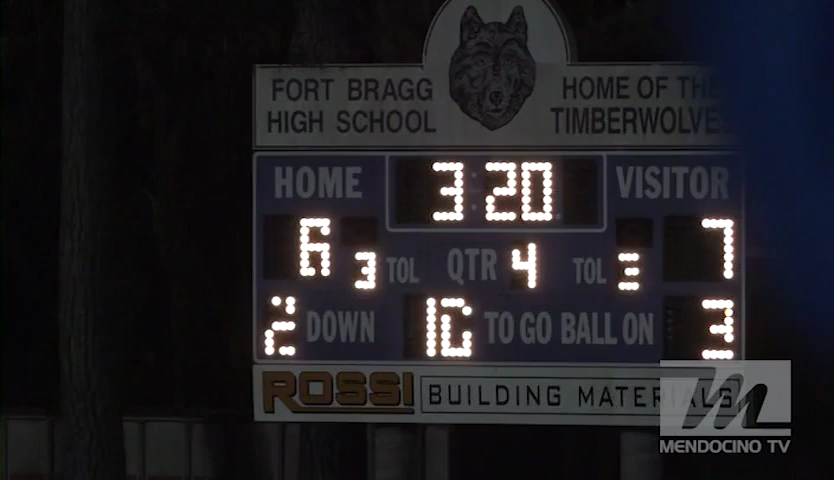 FORT BRAGG
HIGH SCHOOL
HOME OF THE
TIMBERWOLVES
HOME 3:20 VISITOR
6 3 TOL QTR 4 TOL 3 7
2 DOWN 10 TO GO BALL ON 3
ROSSI BUILDING MATERIALS
M
MENDOCINO TV